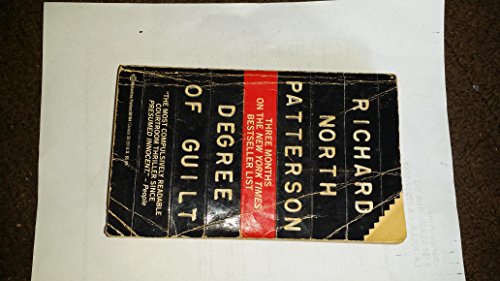 RICHARD
NORTH
PATTERSON
THREE MONTHS
ON THE NEW YORK TIMES
BESTSELLER LIST
DEGREE
OF GUILT
"THE MOST COMPULSIVELY READABLE
COURTROOM THRILLER SINCE
PRESUMED INNOCENT."
People